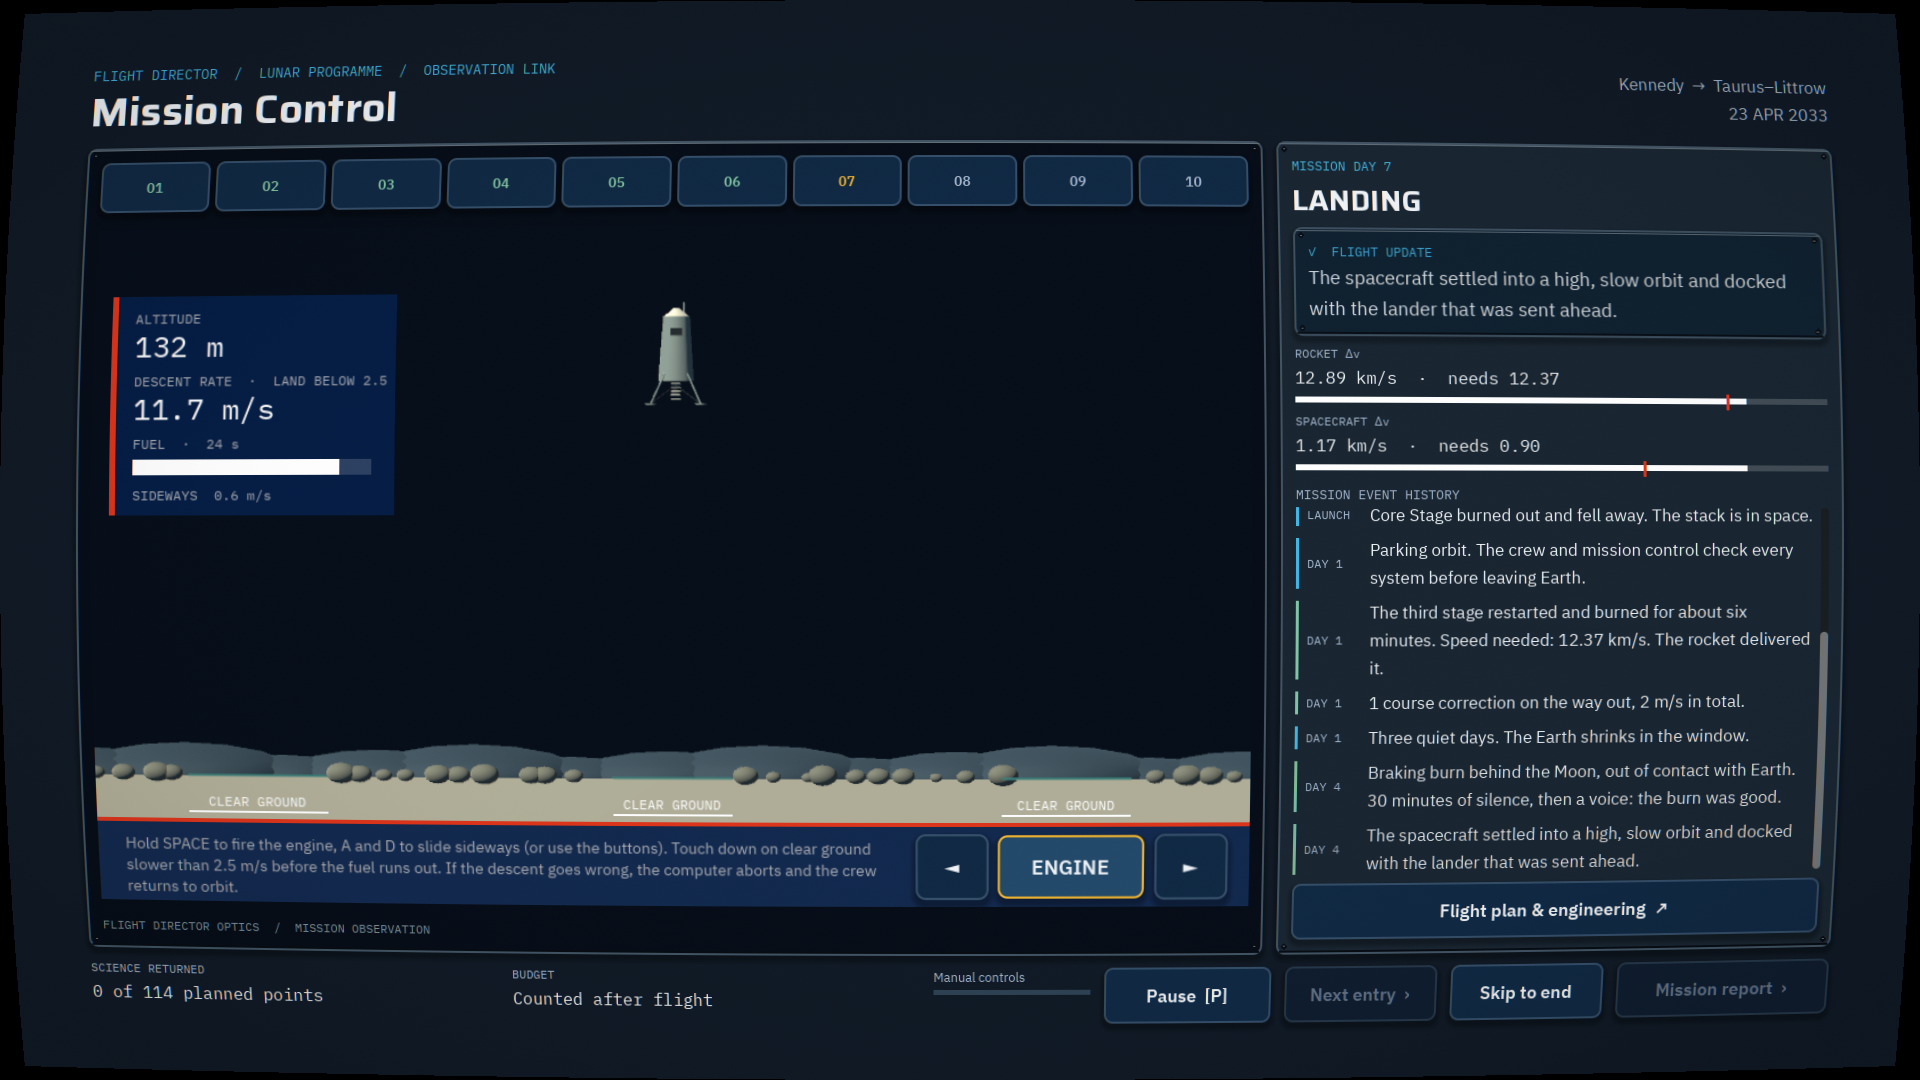 FLIGHT DIRECTOR / LUNAR PROGRAMME / OBSERVATION LINK
Mission Control
Kennedy → Taurus–Littrow
23 APR 2033
01 02 03 04 05 06 07 08 09 10
ALTITUDE
132 m
DESCENT RATE · LAND BELOW 2.5
11.7 m/s
FUEL · 24 s
SIDEWAYS 0.6 m/s
CLEAR GROUND
CLEAR GROUND
CLEAR GROUND
Hold SPACE to fire the engine, A and D to slide sideways (or use the buttons). Touch down on clear ground
slower than 2.5 m/s before the fuel runs out. If the descent goes wrong, the computer aborts and the crew
returns to orbit.
◄
ENGINE
►
FLIGHT DIRECTOR OPTICS / MISSION OBSERVATION
MISSION DAY 7
LANDING
√ FLIGHT UPDATE
The spacecraft settled into a high, slow orbit and docked
with the lander that was sent ahead.
ROCKET Δv
12.89 km/s · needs 12.37
SPACECRAFT Δv
1.17 km/s · needs 0.90
MISSION EVENT HISTORY
LAUNCH Core Stage burned out and fell away. The stack is in space.
DAY 1 Parking orbit. The crew and mission control check every
system before leaving Earth.
DAY 1 The third stage restarted and burned for about six
minutes. Speed needed: 12.37 km/s. The rocket delivered
it.
DAY 1 1 course correction on the way out, 2 m/s in total.
DAY 1 Three quiet days. The Earth shrinks in the window.
DAY 4 Braking burn behind the Moon, out of contact with Earth.
30 minutes of silence, then a voice: the burn was good.
DAY 4 The spacecraft settled into a high, slow orbit and docked
with the lander that was sent ahead.
Flight plan & engineering ↗
SCIENCE RETURNED
0 of 114 planned points
BUDGET
Counted after flight
Manual controls
Pause [P]
Next entry ›
Skip to end
Mission report ›